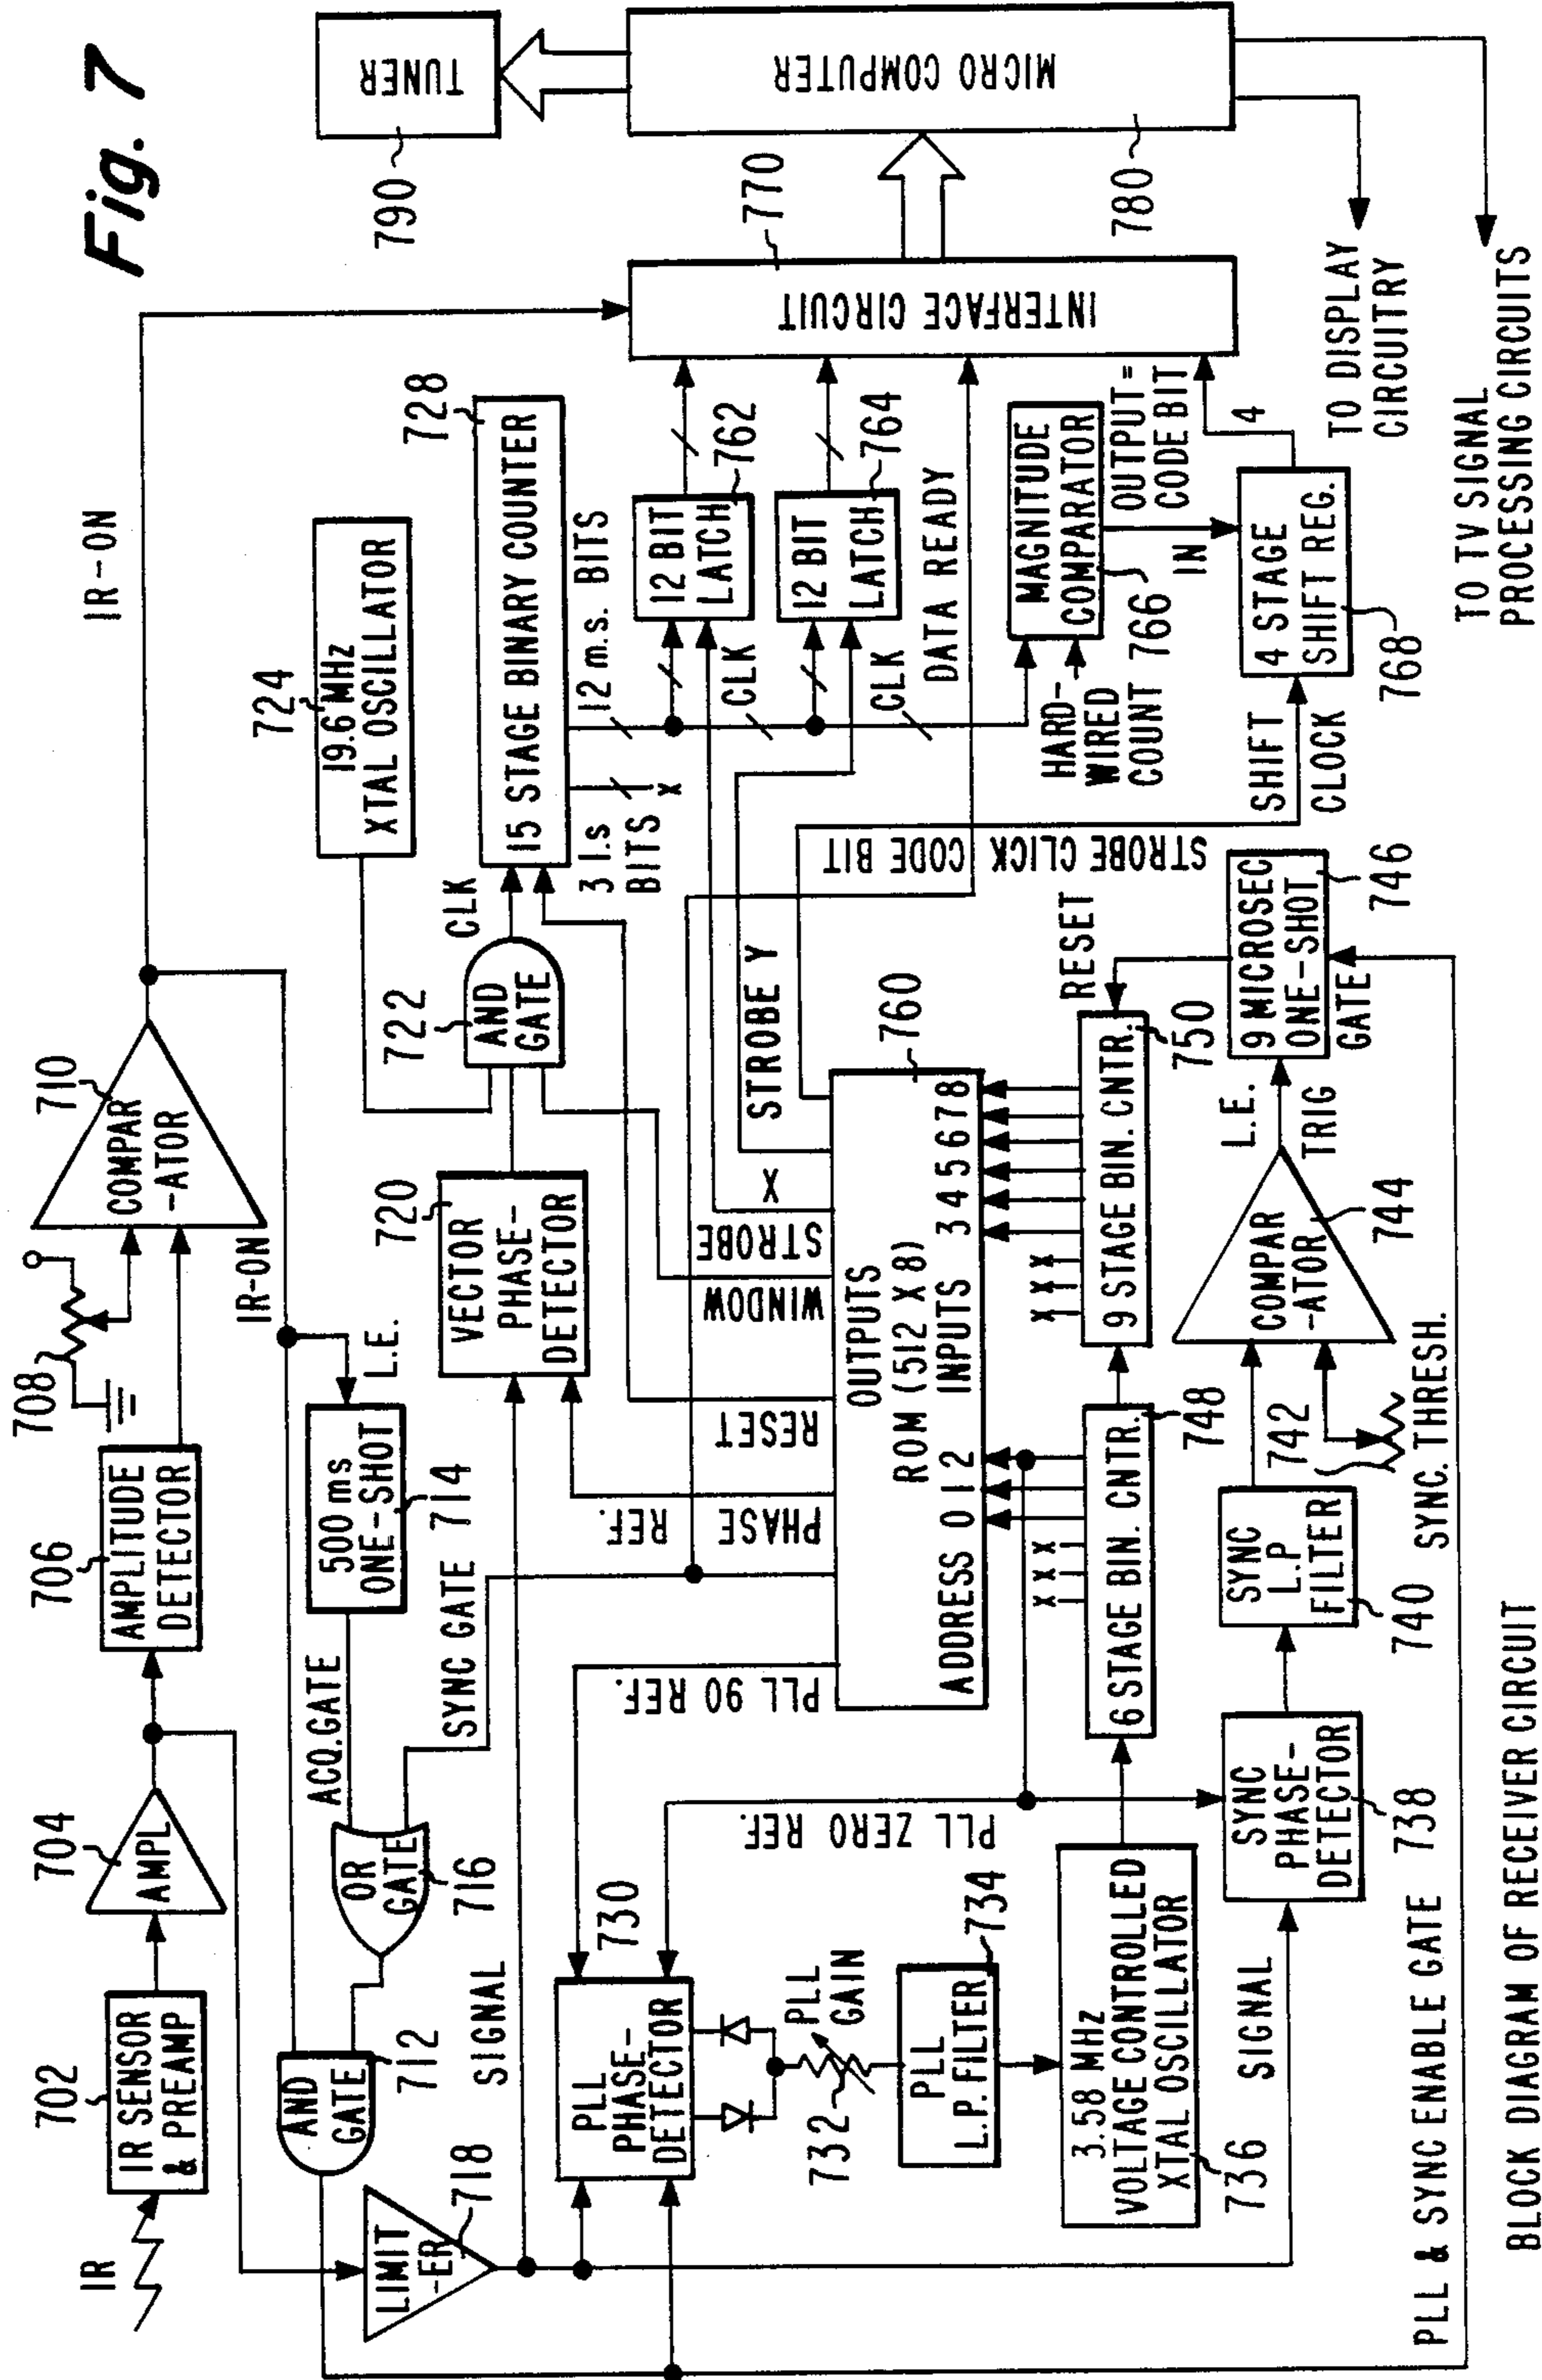 Fig. 7
IR
702
IR SENSOR
& PREAMP
704
AMPL
706
AMPLITUDE
DETECTOR
708
710
COMPAR
-ATOR
IR-ON
IR-ON
AND
GATE
712
OR
GATE
716
ACQ.GATE
500 ms
ONE-SHOT
714
L.E.
SYNC GATE
LIMIT
-ER
718
SIGNAL
720
VECTOR
PHASE-
DETECTOR
722
AND
GATE
CLK
724
19.6 MHz
XTAL OSCILLATOR
728
15 STAGE BINARY COUNTER
3 l.s
BITS
x
12 m.s. BITS
12 BIT
LATCH
762
CLK
12 BIT
LATCH
764
CLK
DATA READY
HARD-
WIRED
COUNT
MAGNITUDE
COMPARATOR
766
OUTPUT=
CODE BIT
IN
4 STAGE
SHIFT REG.
768
4
SHIFT
CLOCK
INTERFACE CIRCUIT
770
MICRO COMPUTER
780
TUNER
790
TO DISPLAY
CIRCUITRY
TO TV SIGNAL
PROCESSING CIRCUITS
730
PLL
PHASE-
DETECTOR
732
PLL
GAIN
PLL
L.P.FILTER
734
3.58 MHz
VOLTAGE CONTROLLED
XTAL OSCILLATOR
736
PLL 90 REF.
PHASE REF.
RESET
WINDOW
STROBE X
STROBE Y
STROBE CLICK CODE BIT
760
OUTPUTS
ROM (512 X 8)
ADDRESS 0 1 2 INPUTS 3 4 5 6 7 8
PLL ZERO REF.
X X X
6 STAGE BIN. CNTR.
748
X X X
9 STAGE BIN. CNTR.
750
RESET
SIGNAL
SYNC
PHASE-
DETECTOR
738
SYNC
L.P
FILTER
740
742
SYNC. THRESH.
COMPAR
-ATOR
744
L.E.
TRIG
9 MICROSEC
ONE-SHOT
746
GATE
PLL & SYNC ENABLE GATE
BLOCK DIAGRAM OF RECEIVER CIRCUIT